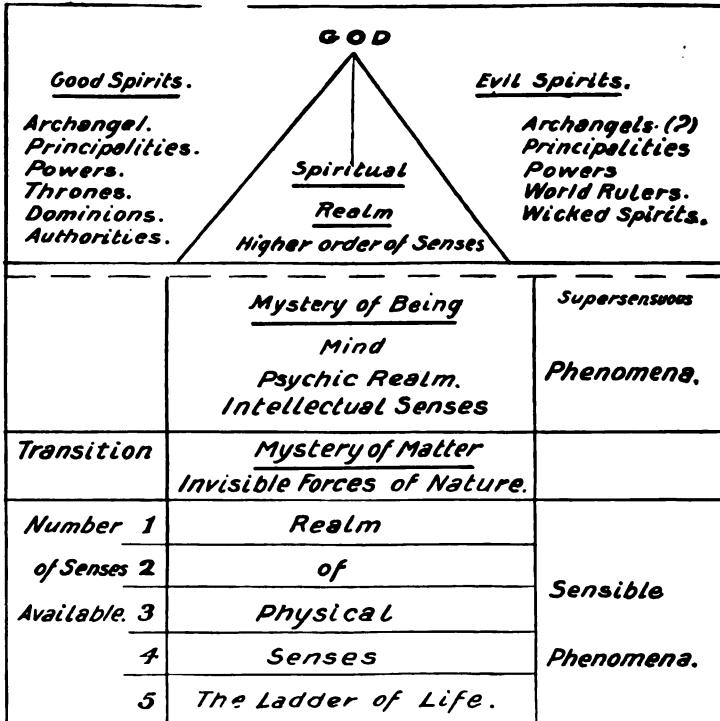 GOD
Good Spirits.
Archangel.
Principalities.
Powers.
Thrones.
Dominions.
Authorities.
Spiritual
Realm
Higher order of Senses
Evil Spirits.
Archangels. (?)
Principalities
Powers
World Rulers.
Wicked Spirits.
Mystery of Being
Mind
Psychic Realm.
Intellectual Senses
Supersensuous
Phenomena.
Transition
Mystery of Matter
Invisible Forces of Nature.
Number 1
of Senses 2
Available. 3
4
5
Realm
of
Physical
Senses
The Ladder of Life.
Sensible
Phenomena.